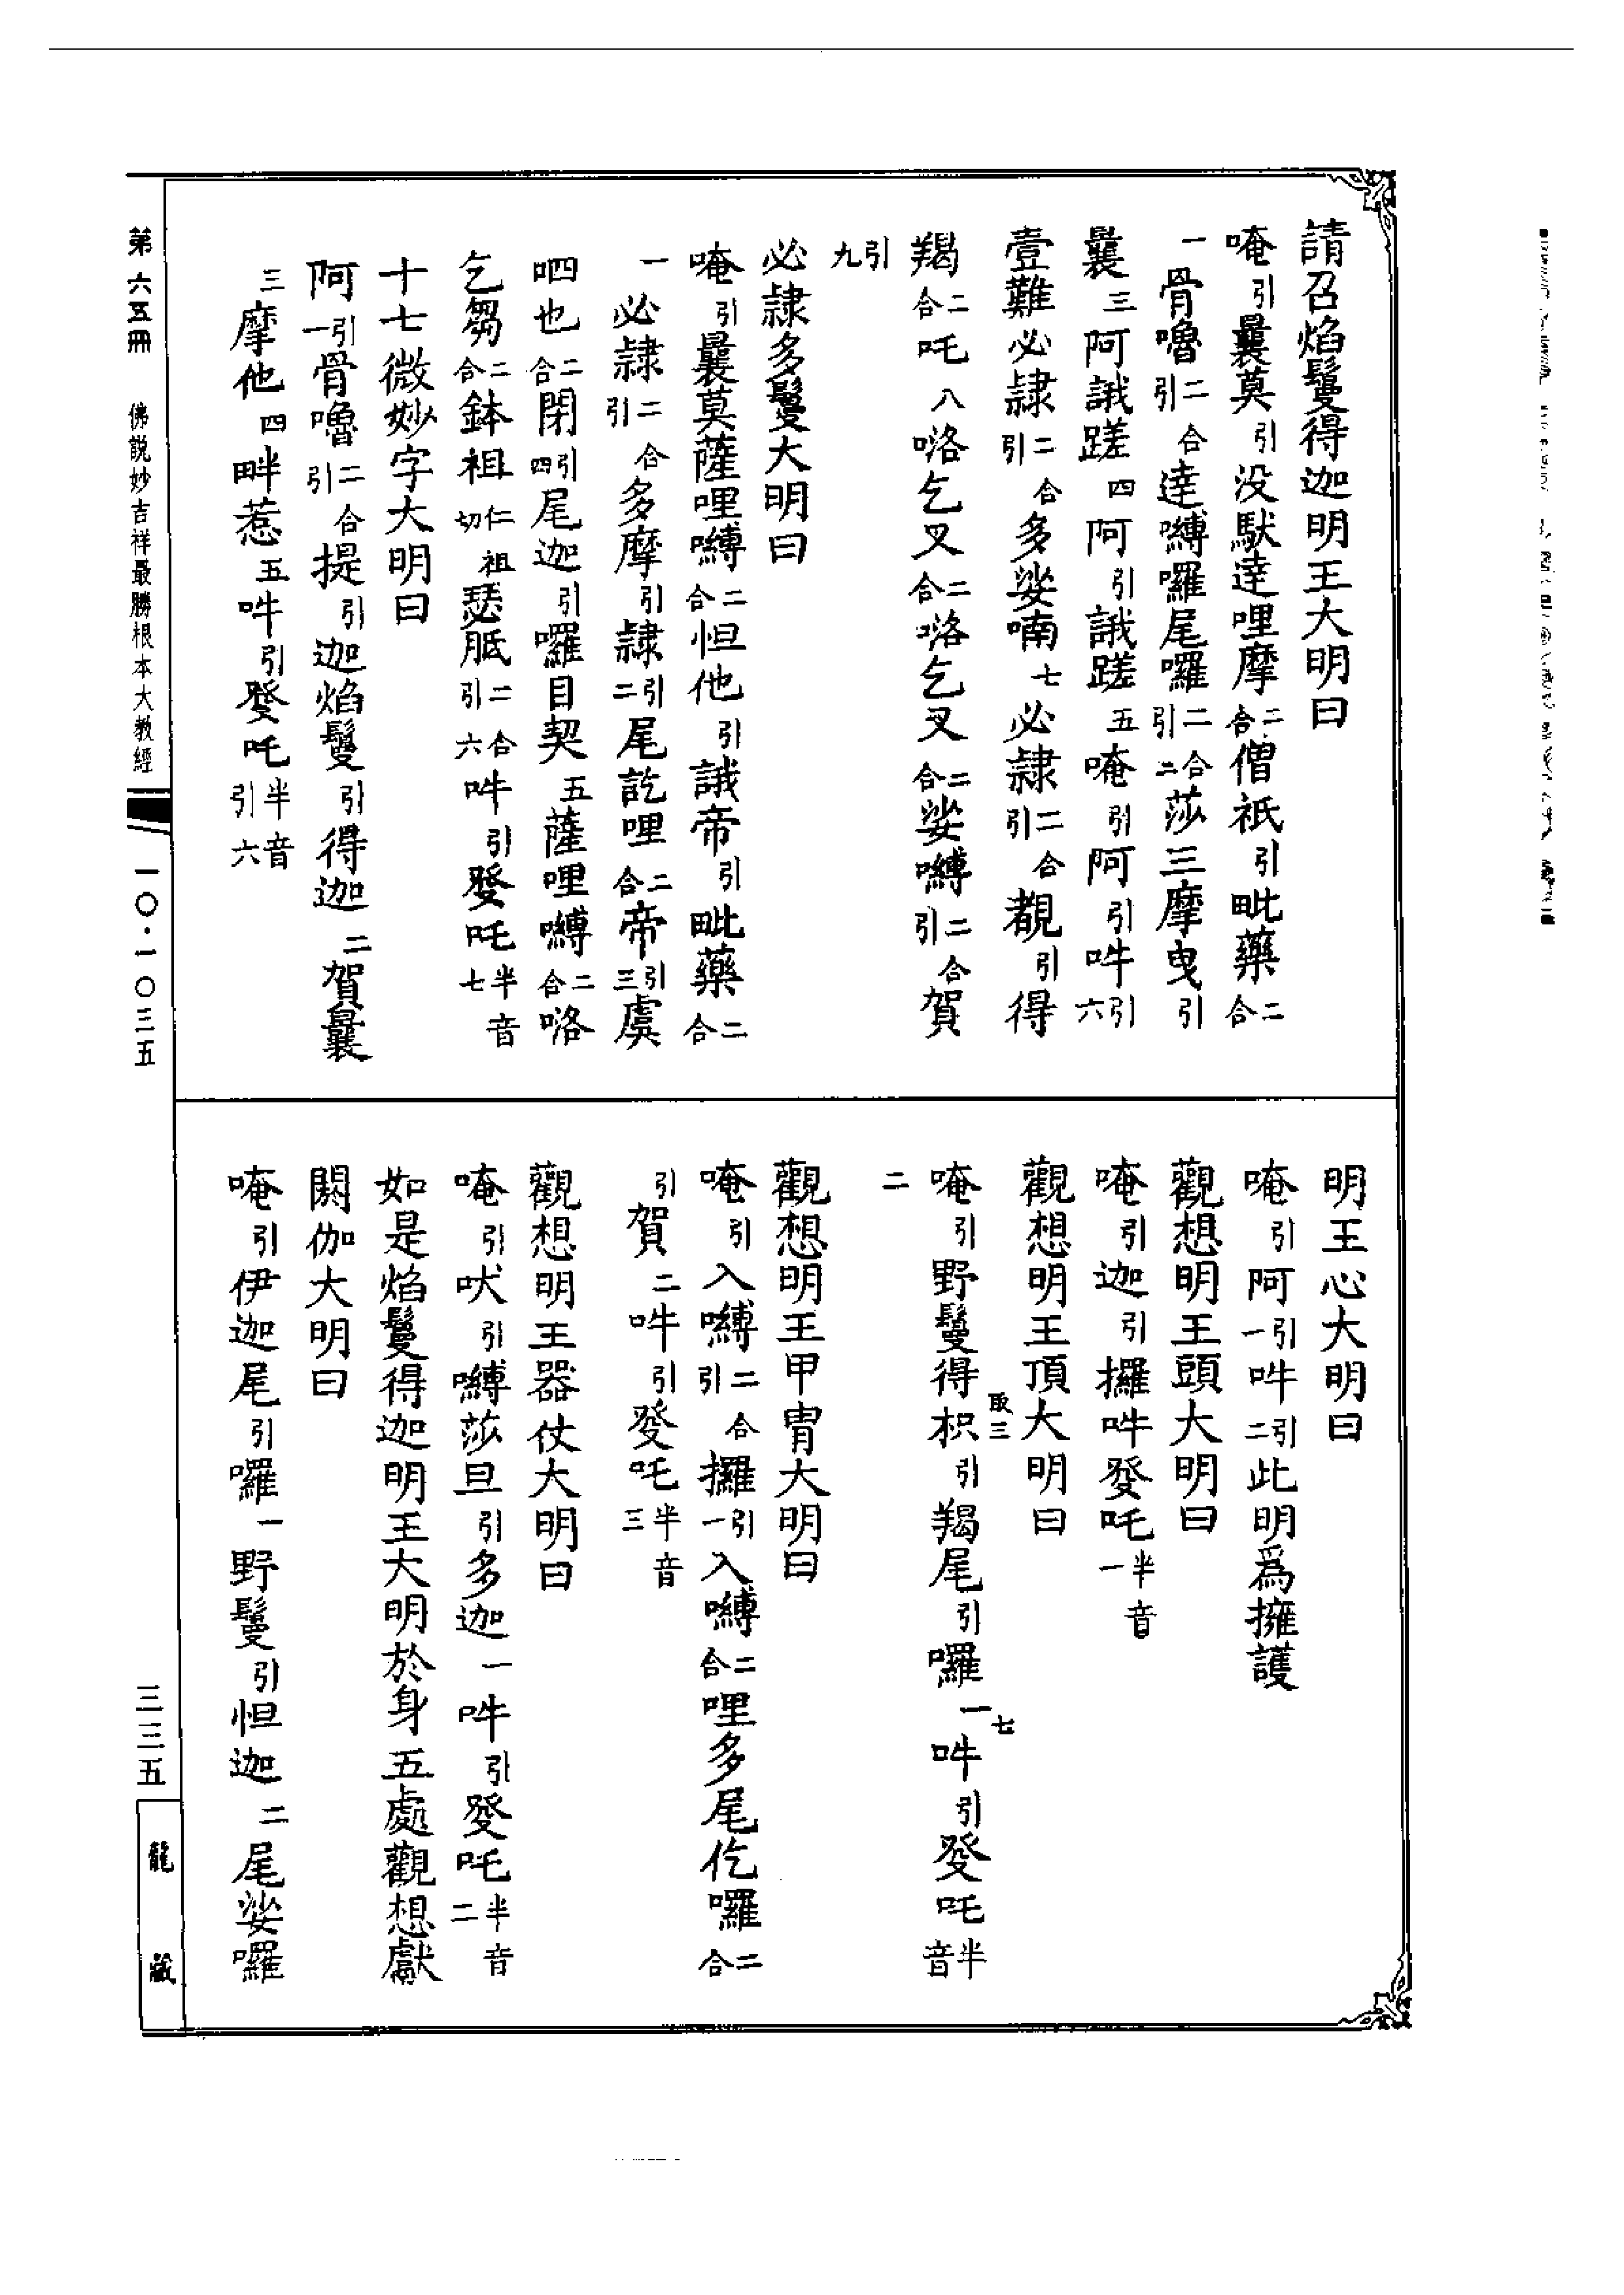 請召焰鬘得迦明王大明曰
唵引曩莫引没馱達哩摩二合僧祇引毗藥二合
一骨嚕二合引達嚩囉尾囉二合引二莎三摩曳引
曩三阿誐蹉四阿引誐蹉五唵引阿引吽引六
壹難必隷二合引多娑喃七必隷二合引覩引得
羯二合吒八咯乞叉二合咯乞叉二合娑嚩二合引賀
引九
必隷多鬘大明曰
唵引曩莫薩哩嚩二合怛他引誐帝引毗藥二合
一必隷二合引多摩引隷引二尾訖哩二合帝引三虞
呬也二合閉引四尾迦引囉目契五薩哩嚩二合咯
乞芻二合鉢祖仁祖切瑟胝二合引六吽引癹吒半音七
十七微妙字大明曰
阿引一骨嚕二合引提引迦焰鬘引得迦二賀曩
三摩他四畔惹五吽引癹吒半音引六
明王心大明曰
唵引阿引一吽引二此明爲擁護
觀想明王頭大明曰
唵引迦引攞吽癹吒半音一
觀想明王頂大明曰
唵引野鬘得枳引羯尾引囉一吽引癹吒半音
二
取三
七
觀想明王甲冑大明曰
唵引入嚩二合引攞引一入嚩二合哩多尾仡囉二合
引賀二吽引癹吒半音三
觀想明王器仗大明曰
唵引吠引嚩莎旦引多迦一吽引癹吒半音二
如是焰鬘得迦明王大明於身五處觀想獻
閼伽大明曰
唵引伊迦尾引囉一野鬘引怛迦二尾娑囉
第六五冊 佛説妙吉祥最勝根本大教經 一〇·一〇三五
三三五
龍藏